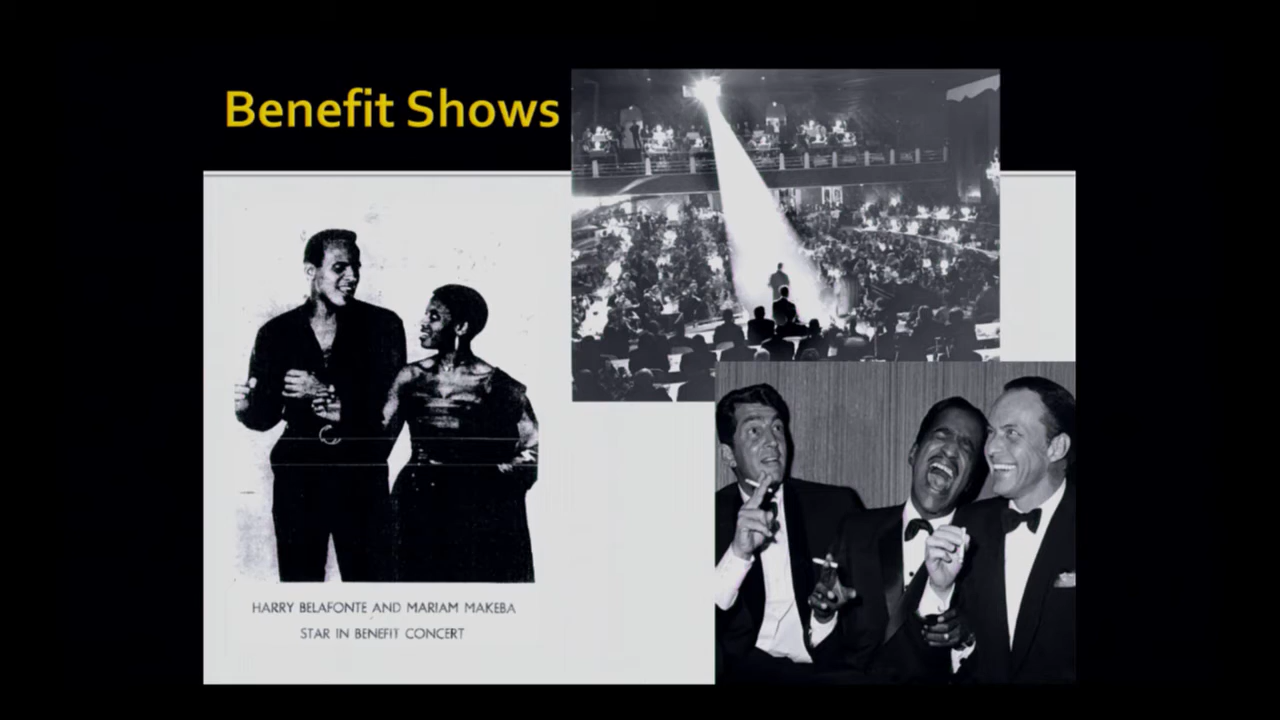 Benefit Shows
HARRY BELAFONTE AND MARIAM MAKEBA
STAR IN BENEFIT CONCERT